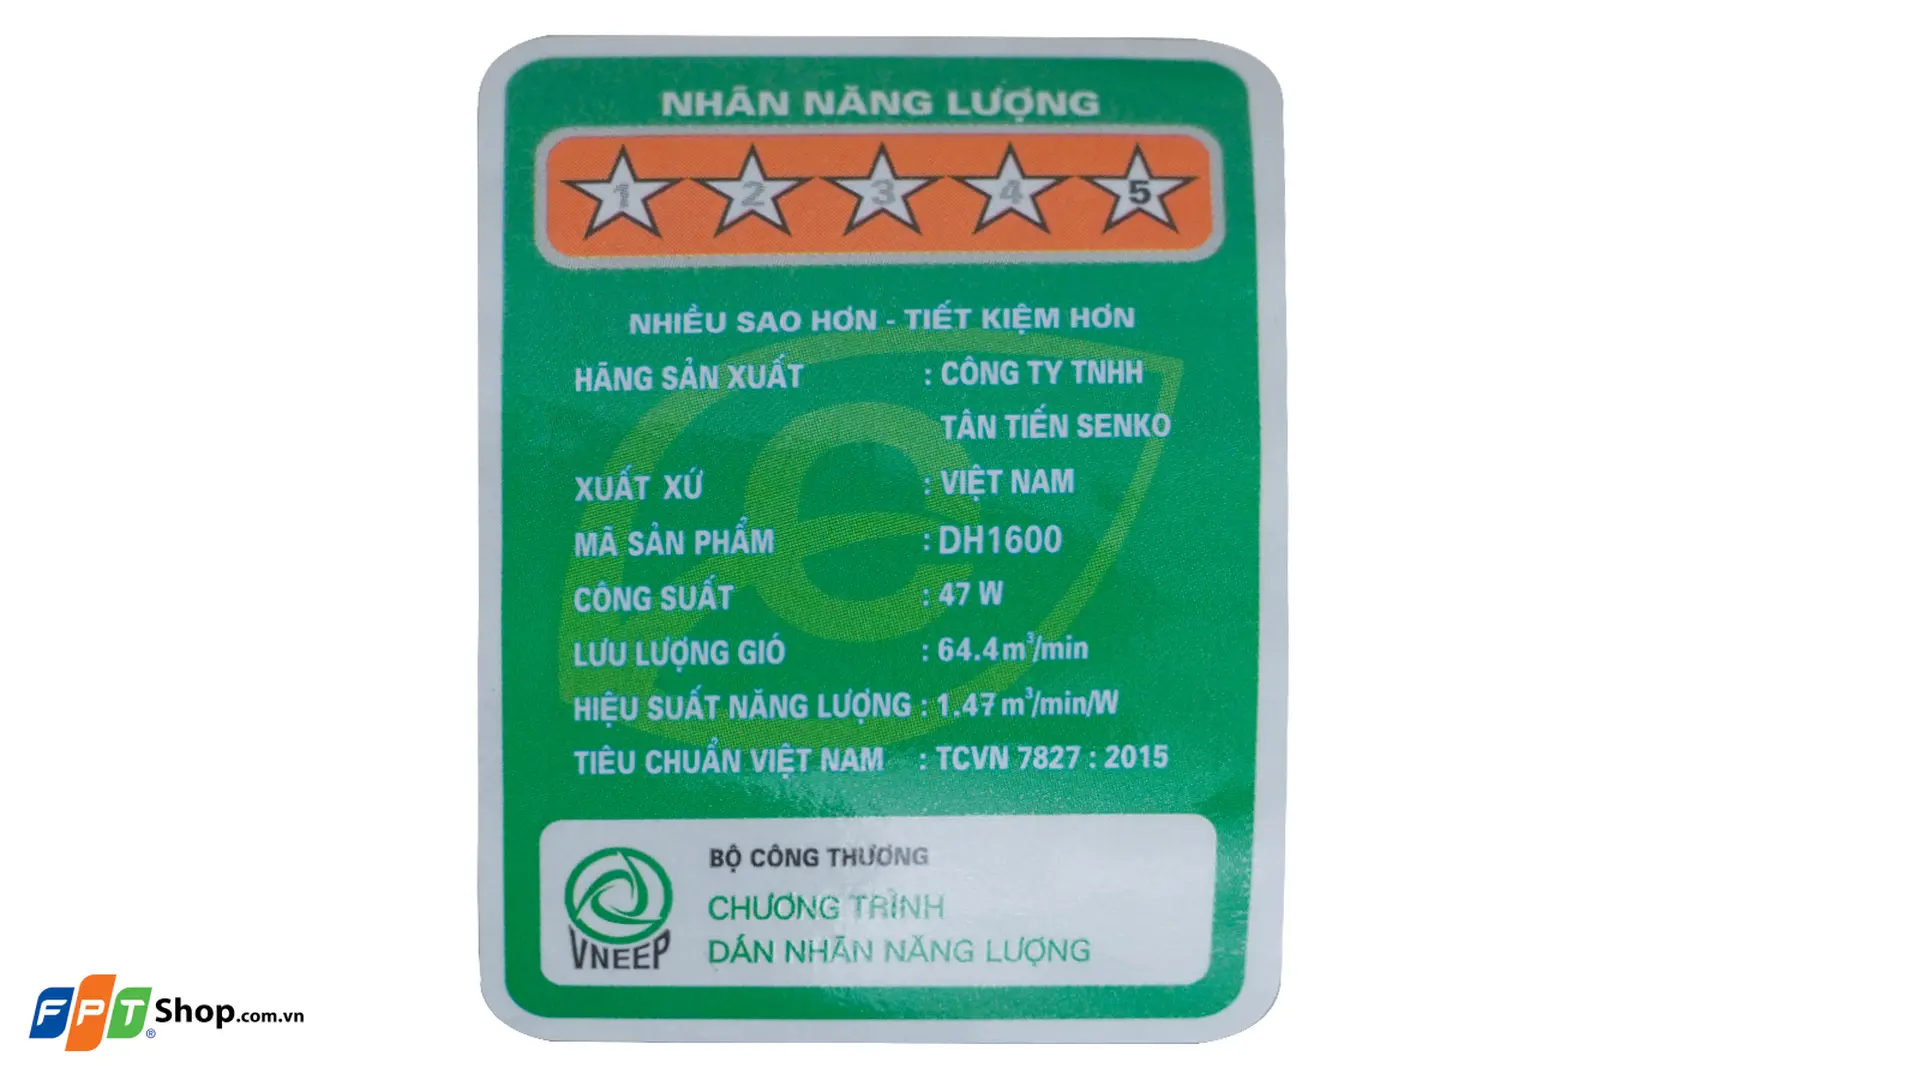 NHÃN NĂNG LƯỢNG
1 2 3 4 5
NHIỀU SAO HƠN - TIẾT KIỆM HƠN
HÃNG SẢN XUẤT : CÔNG TY TNHH
TÂN TIẾN SENKO
XUẤT XỨ : VIỆT NAM
MÃ SẢN PHẨM : DH1600
CÔNG SUẤT : 47 W
LƯU LƯỢNG GIÓ : 64.4 m³/min
HIỆU SUẤT NĂNG LƯỢNG : 1.47 m³/min/W
TIÊU CHUẨN VIỆT NAM : TCVN 7827 : 2015
BỘ CÔNG THƯƠNG
CHƯƠNG TRÌNH
DÁN NHÃN NĂNG LƯỢNG
VNEEP
FPT® Shop.com.vn